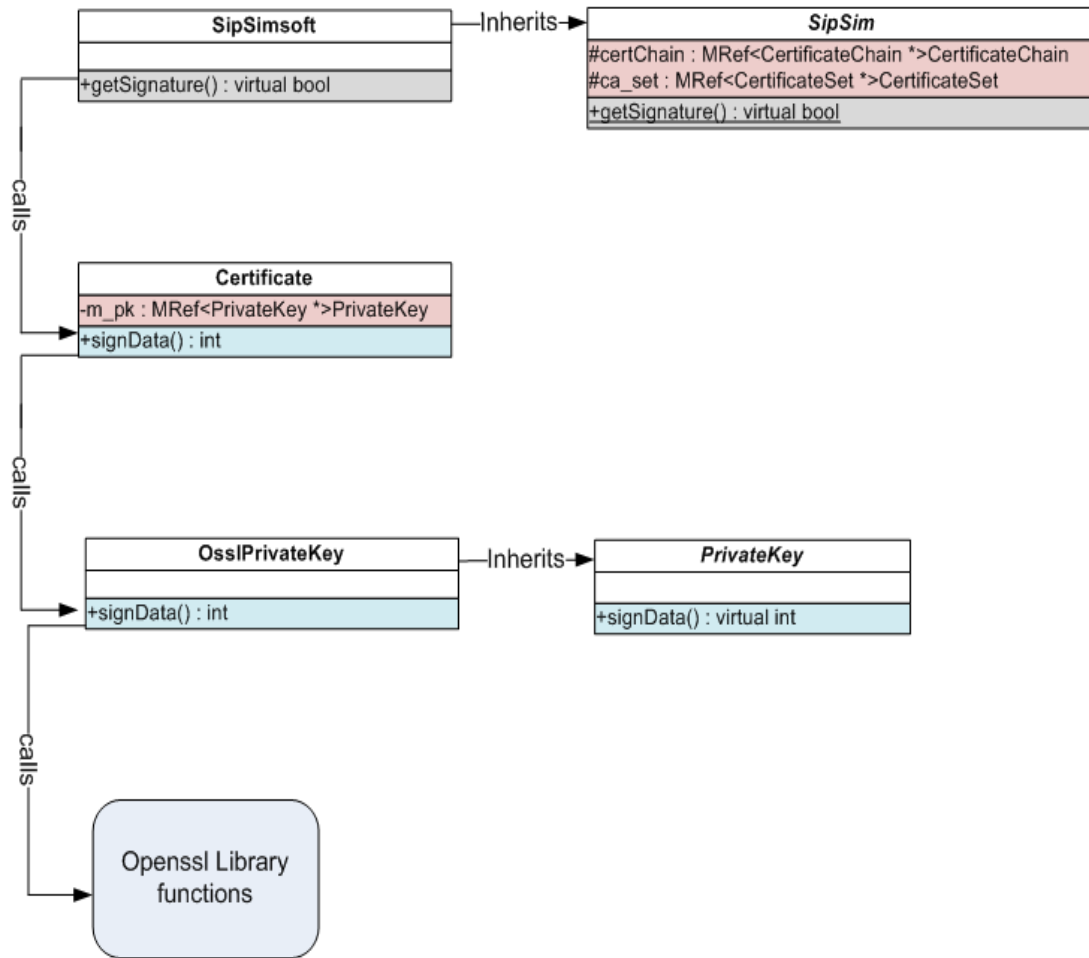 SipSimsoft
Inherits
SipSim
#certChain : MRef<CertificateChain *>CertificateChain
#ca_set : MRef<CertificateSet *>CertificateSet
+getSignature() : virtual bool
+getSignature() : virtual bool
calls
Certificate
-m_pk : MRef<PrivateKey *>PrivateKey
+signData() : int
calls
OsslPrivateKey
Inherits
PrivateKey
+signData() : int
+signData() : virtual int
calls
Openssl Library
functions